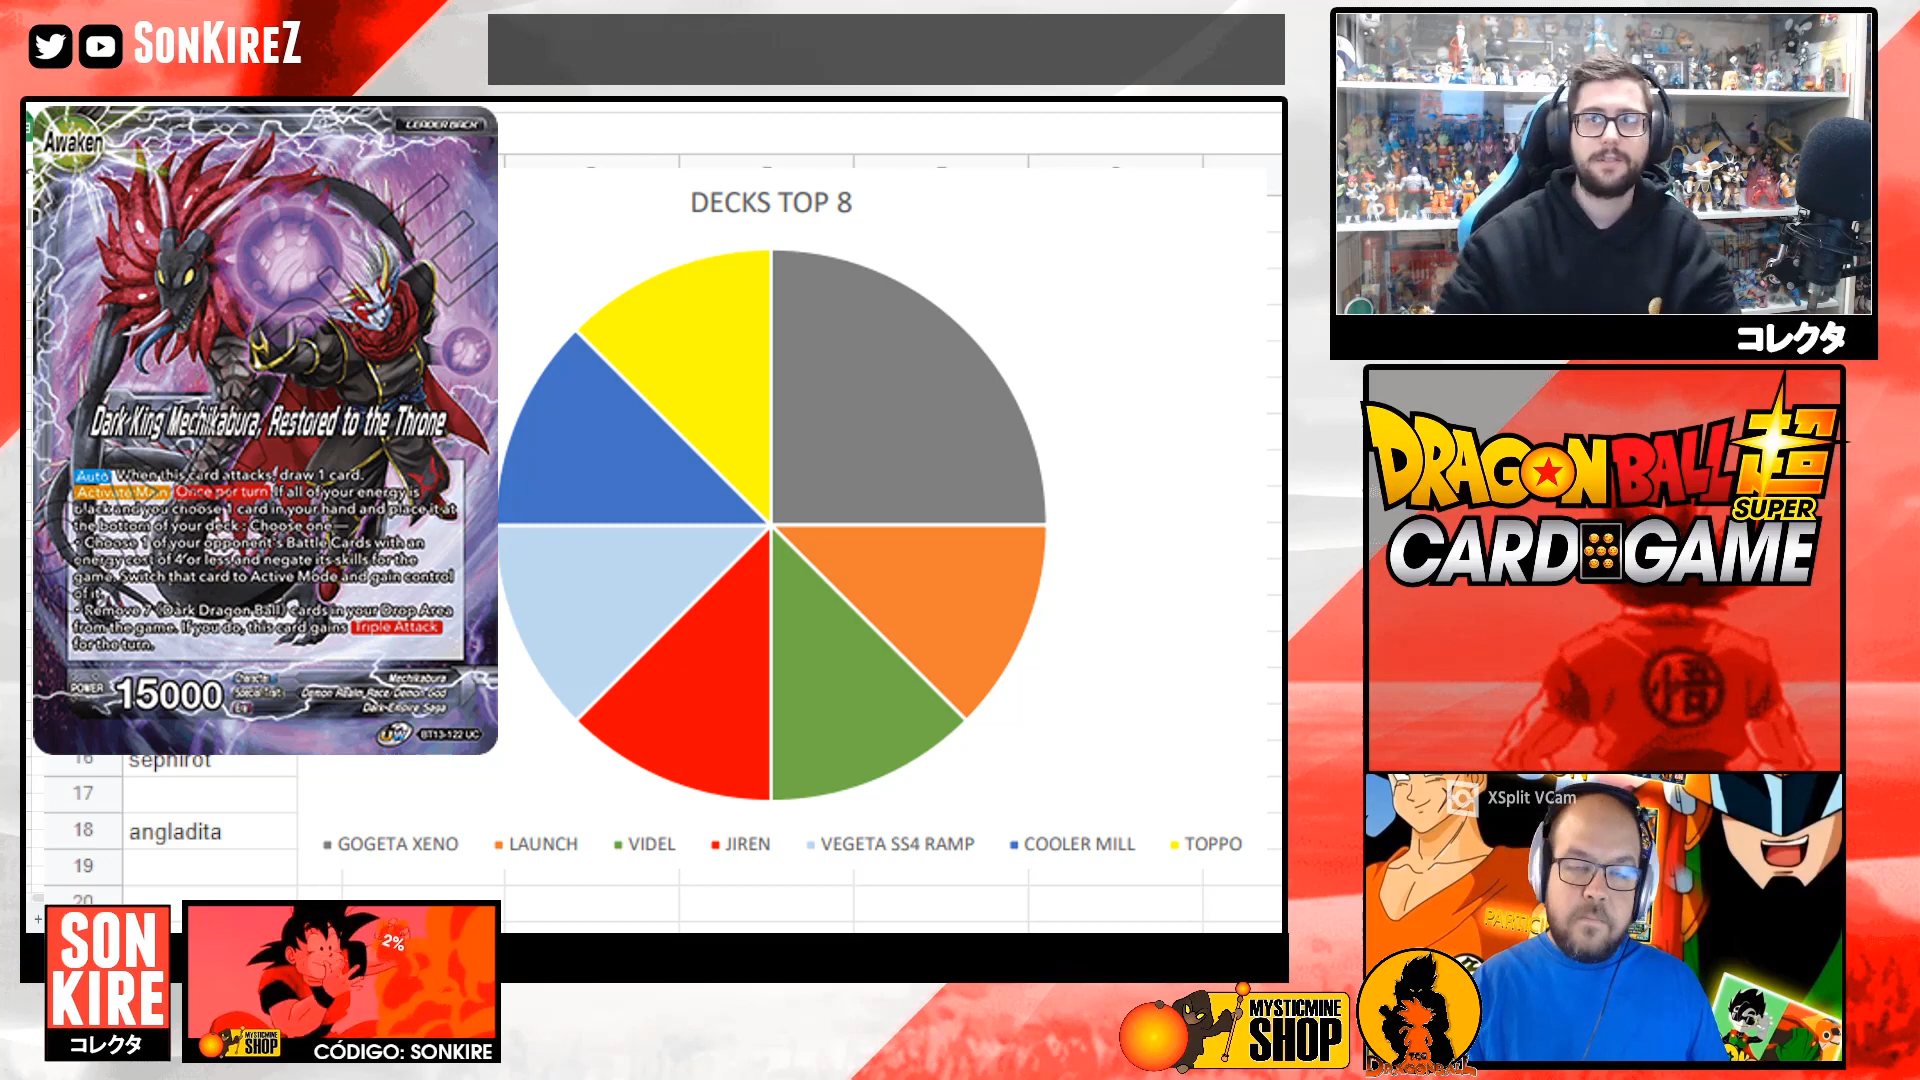 SONKIREZ
Awaken
LEADER BACK
Dark King Mechikabura, Restored to the Throne
Auto When this card attacks, draw 1 card.
Activate Main Once per turn If all of your energy is
black and you choose 1 card in your hand and place it at
the bottom of your deck : Choose one—
· Choose 1 of your opponent's Battle Cards with an
energy cost of 4 or less and negate its skills for the
game. Switch that card to Active Mode and gain control
of it.
· Remove 7 {Dark Dragon Ball} cards in your Drop Area
from the game. If you do, this card gains Triple Attack
for the turn.
POWER 15000
Character Mechikabura
Special Trait Demon Realm Race/Demon God
Era Dark Empire Saga
BT13-122 UC
DECKS TOP 8
GOGETA XENO
LAUNCH
VIDEL
JIREN
VEGETA SS4 RAMP
COOLER MILL
TOPPO
16 sephirot
17
18 angladita
19
20
コレクタ
DRAGON BALL 超
SUPER
CARD GAME
悟
XSplit VCam
SON
KIRE
コレクタ
2%
MYSTICMINE
SHOP
CÓDIGO: SONKIRE
MYSTICMINE
SHOP
TCG
DRAGONBALL